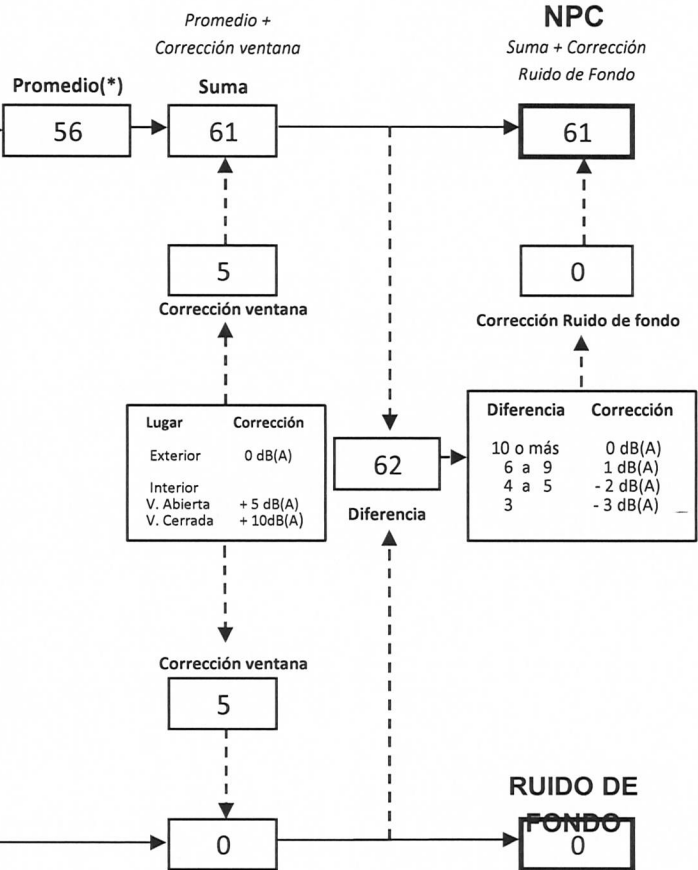 Promedio +
Corrección ventana
NPC
Suma + Corrección
Ruido de Fondo
Promedio(*)
Suma
56
61
61
5
0
Corrección ventana
Corrección Ruido de fondo
Lugar Corrección
Exterior 0 dB(A)
Interior
V. Abierta + 5 dB(A)
V. Cerrada + 10dB(A)
62
Diferencia
Diferencia Corrección
10 o más 0 dB(A)
6 a 9 1 dB(A)
4 a 5 - 2 dB(A)
3 - 3 dB(A)
Corrección ventana
5
RUIDO DE
FONDO
0
0